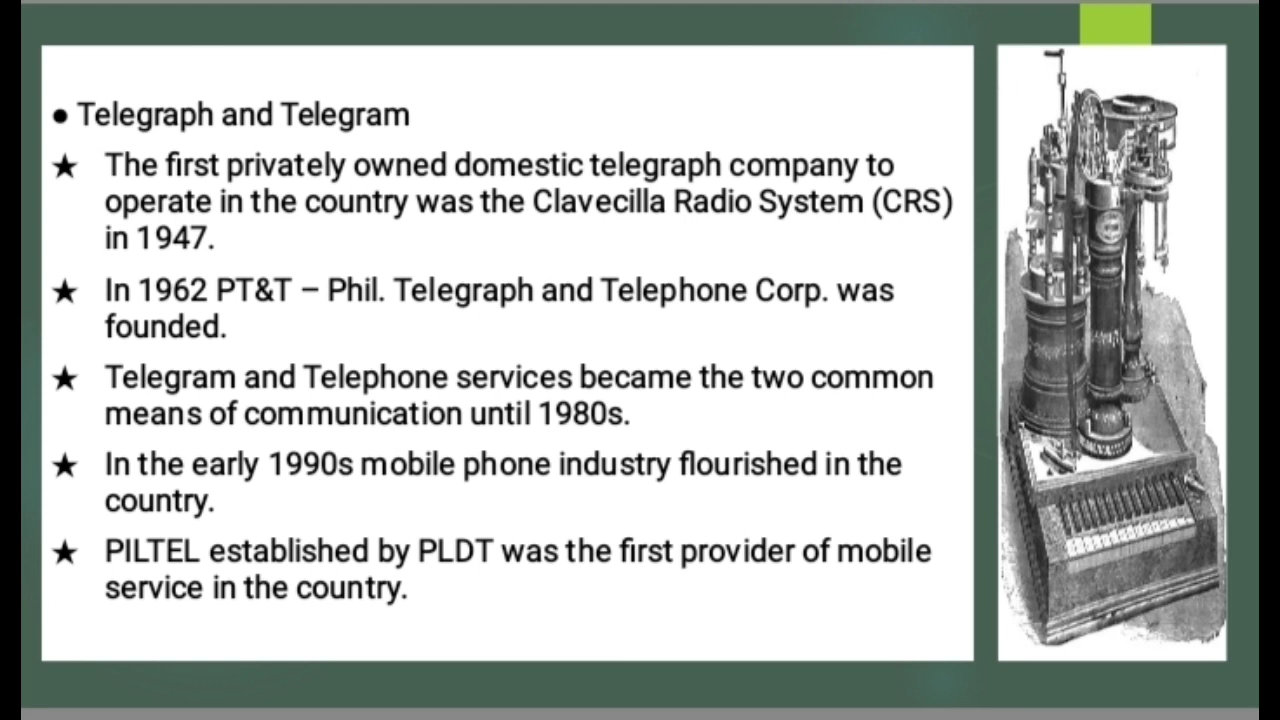 ● Telegraph and Telegram
★ The first privately owned domestic telegraph company to
operate in the country was the Clavecilla Radio System (CRS)
in 1947.
★ In 1962 PT&T – Phil. Telegraph and Telephone Corp. was
founded.
★ Telegram and Telephone services became the two common
means of communication until 1980s.
★ In the early 1990s mobile phone industry flourished in the
country.
★ PILTEL established by PLDT was the first provider of mobile
service in the country.